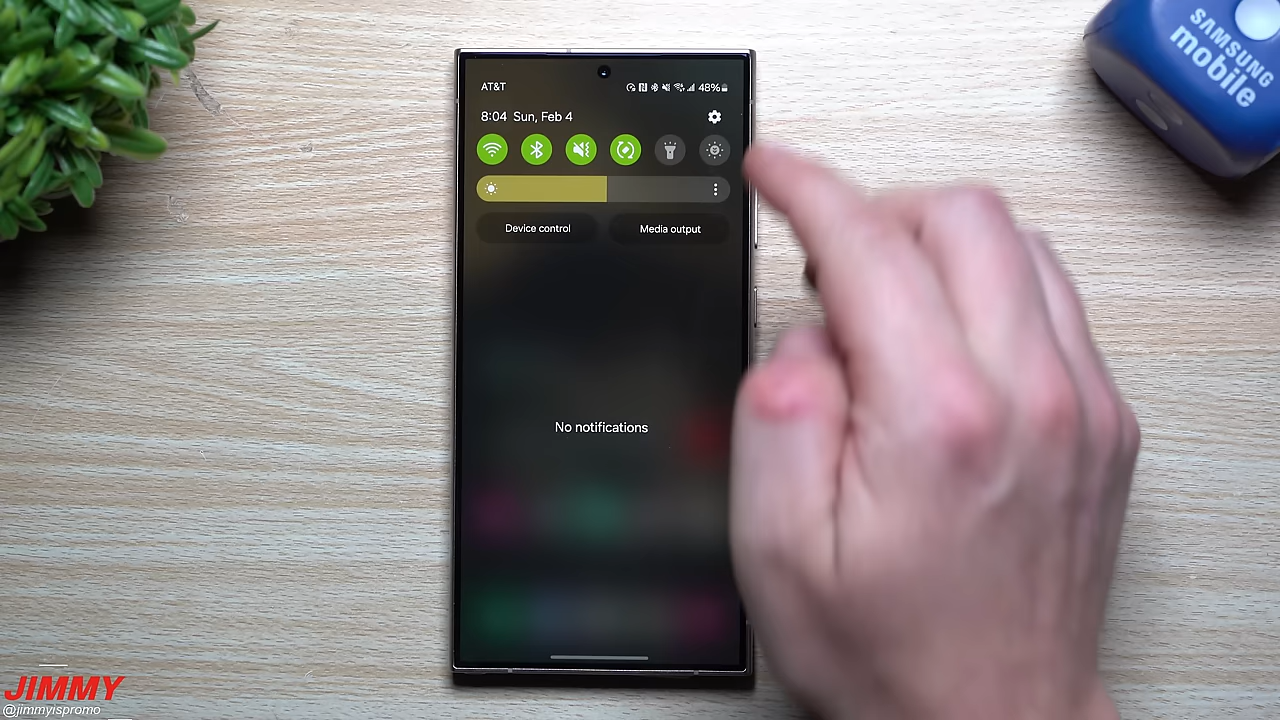 SAMSUNG
mobile
AT&T
48%
8:04 Sun, Feb 4
Device control
Media output
No notifications
JIMMY
@jimmyispromo